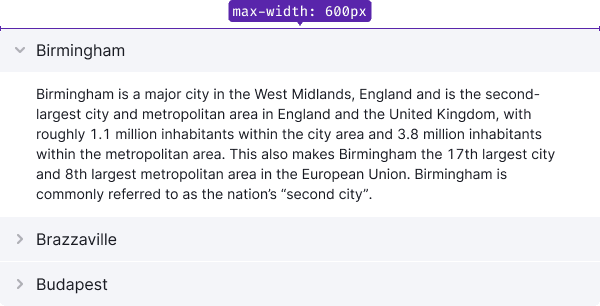 max-width: 600px
Birmingham
Birmingham is a major city in the West Midlands, England and is the second-
largest city and metropolitan area in England and the United Kingdom, with
roughly 1.1 million inhabitants within the city area and 3.8 million inhabitants
within the metropolitan area. This also makes Birmingham the 17th largest city
and 8th largest metropolitan area in the European Union. Birmingham is
commonly referred to as the nation’s “second city”.
Brazzaville
Budapest